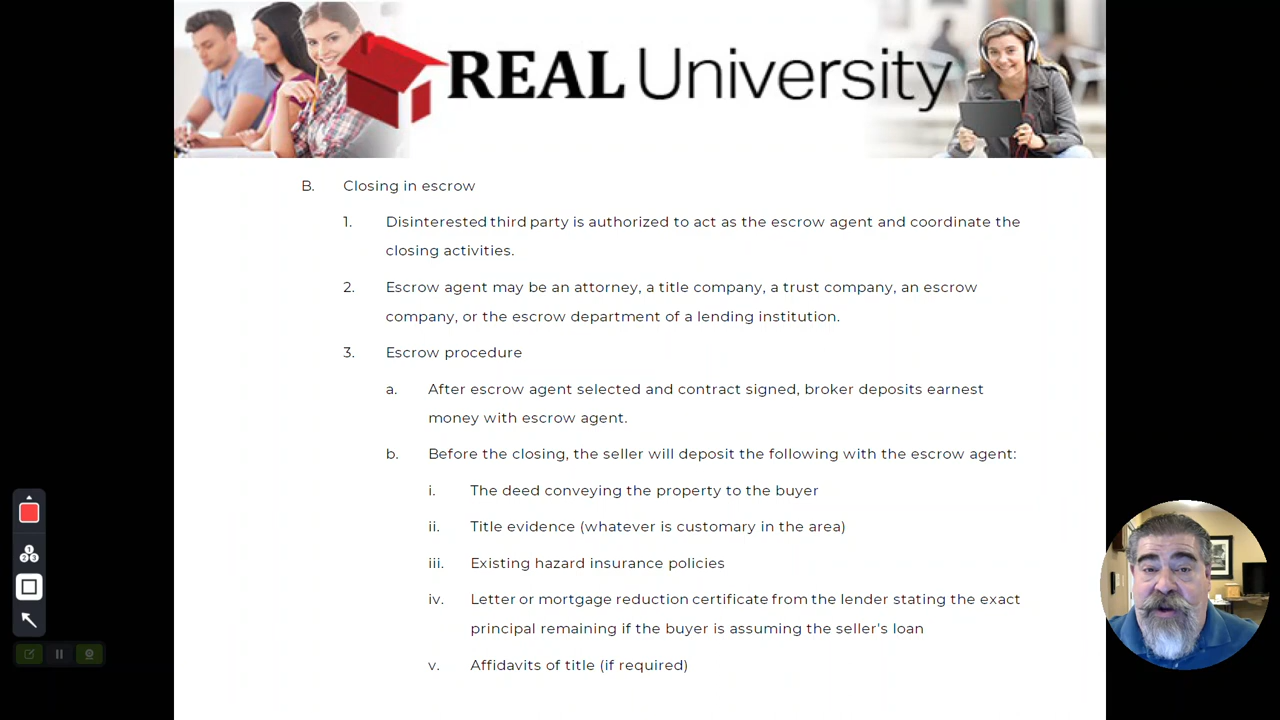 REAL University
B. Closing in escrow
1. Disinterested third party is authorized to act as the escrow agent and coordinate the
closing activities.
2. Escrow agent may be an attorney, a title company, a trust company, an escrow
company, or the escrow department of a lending institution.
3. Escrow procedure
a. After escrow agent selected and contract signed, broker deposits earnest
money with escrow agent.
b. Before the closing, the seller will deposit the following with the escrow agent:
i. The deed conveying the property to the buyer
ii. Title evidence (whatever is customary in the area)
iii. Existing hazard insurance policies
iv. Letter or mortgage reduction certificate from the lender stating the exact
principal remaining if the buyer is assuming the seller's loan
v. Affidavits of title (if required)